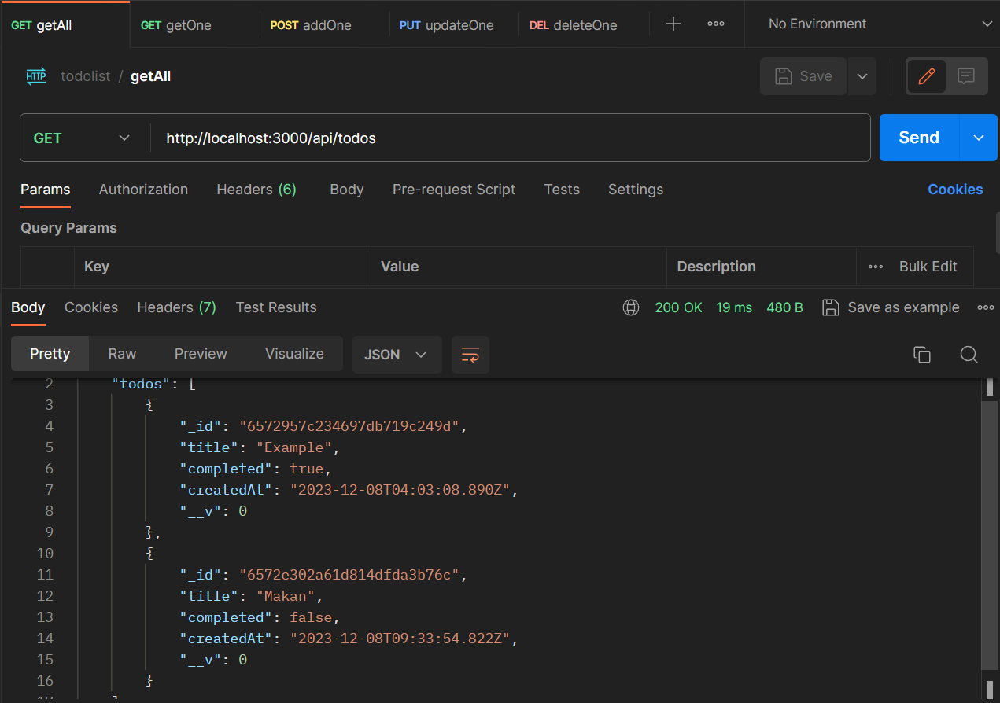 GET getAll GET getOne POST addOne PUT updateOne DEL deleteOne No Environment
HTTP todolist / getAll Save
GET http://localhost:3000/api/todos Send
Params Authorization Headers (6) Body Pre-request Script Tests Settings Cookies
Query Params
Key Value Description Bulk Edit
Body Cookies Headers (7) Test Results 200 OK 19 ms 480 B Save as example
Pretty Raw Preview Visualize JSON
2 "todos": [
3 {
4 "_id": "6572957c234697db719c249d",
5 "title": "Example",
6 "completed": true,
7 "createdAt": "2023-12-08T04:03:08.890Z",
8 "__v": 0
9 },
10 {
11 "_id": "6572e302a61d814dfda3b76c",
12 "title": "Makan",
13 "completed": false,
14 "createdAt": "2023-12-08T09:33:54.822Z",
15 "__v": 0
16 }
17 ]